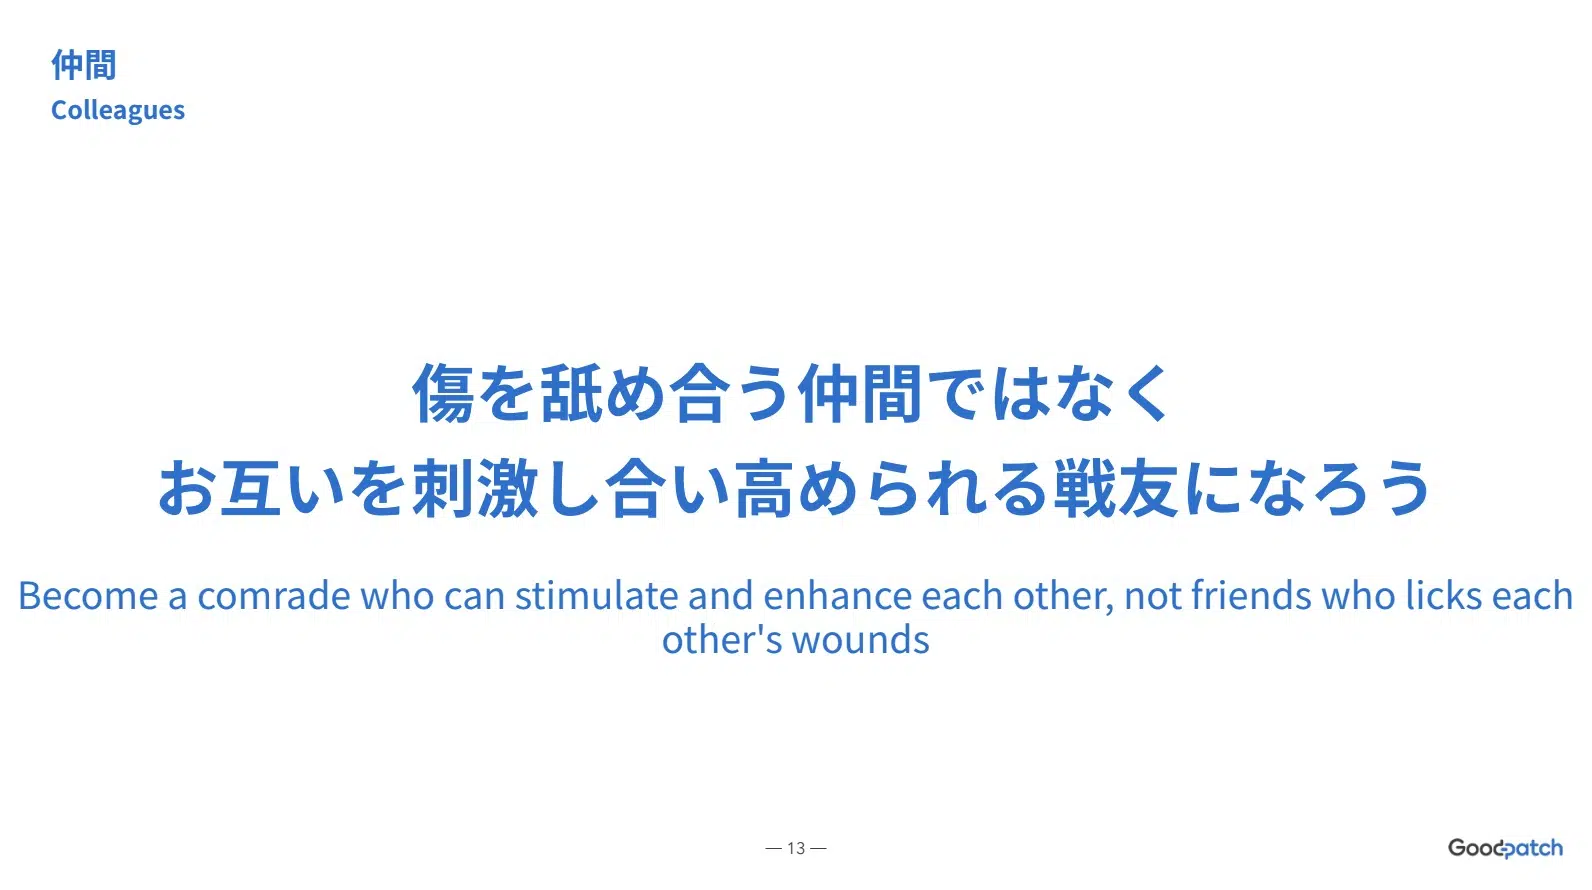 仲間
Colleagues
傷を舐め合う仲間ではなく
お互いを刺激し合い高められる戦友になろう
Become a comrade who can stimulate and enhance each other, not friends who licks each
other's wounds
— 13 —
Goodpatch